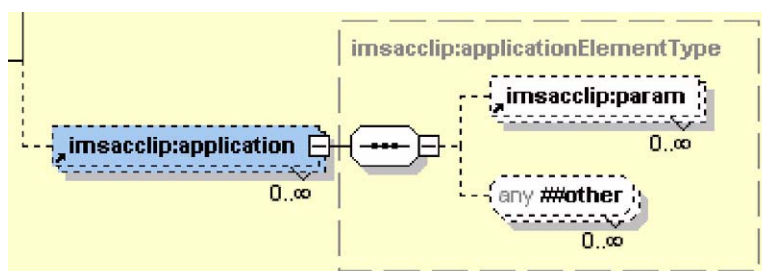 imsacclip:applicationElementType
imsacclip:param
0..∞
imsacclip:application
0..∞
any ##other
0..∞